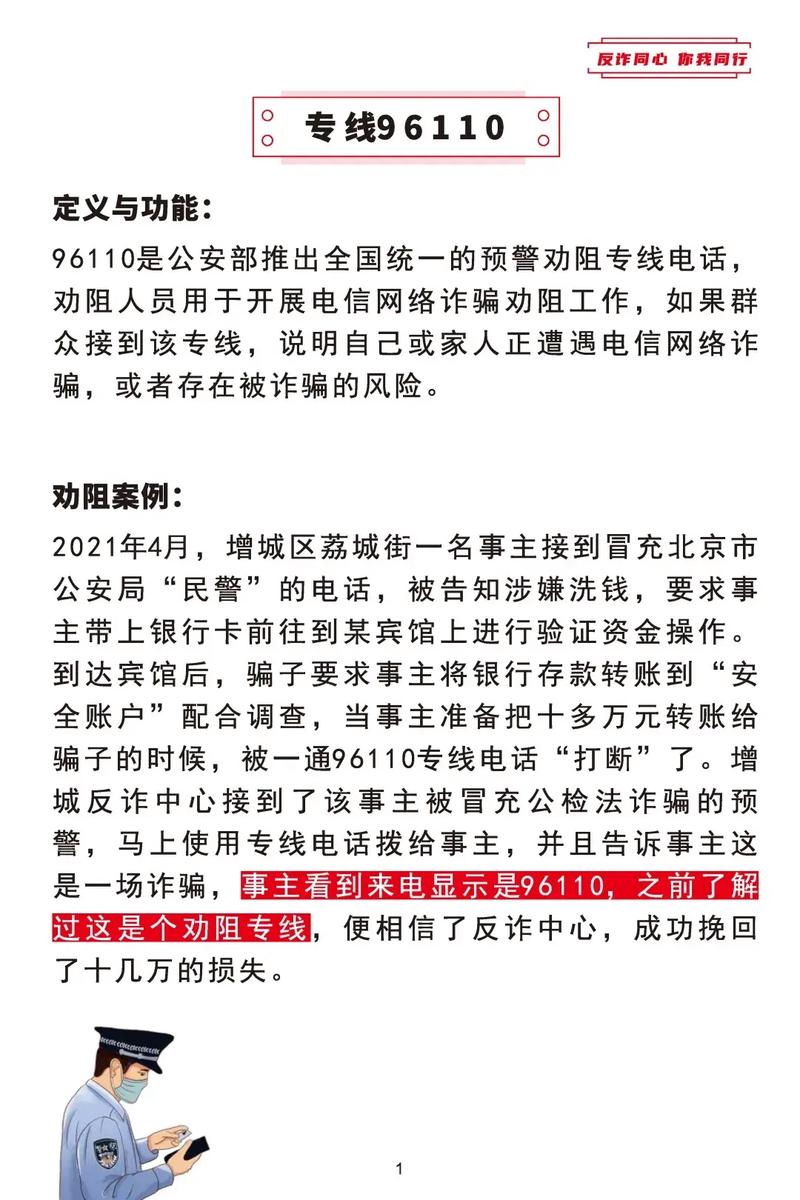 反诈同心 你我同行
专线96110
定义与功能：
96110是公安部推出全国统一的预警劝阻专线电话，
劝阻人员用于开展电信网络诈骗劝阻工作，如果群
众接到该专线，说明自己或家人正遭遇电信网络诈
骗，或者存在被诈骗的风险。
劝阻案例：
2021年4月，增城区荔城街一名事主接到冒充北京市
公安局“民警”的电话，被告知涉嫌洗钱，要求事
主带上银行卡前往到某宾馆上进行验证资金操作。
到达宾馆后，骗子要求事主将银行存款转账到“安
全账户”配合调查，当事主准备把十多万元转账给
骗子的时候，被一通96110专线电话“打断”了。增
城反诈中心接到了该事主被冒充公检法诈骗的预
警，马上使用专线电话拨给事主，并且告诉事主这
是一场诈骗，事主看到来电显示是96110，之前了解
过这是个劝阻专线，便相信了反诈中心，成功挽回
了十几万的损失。
1